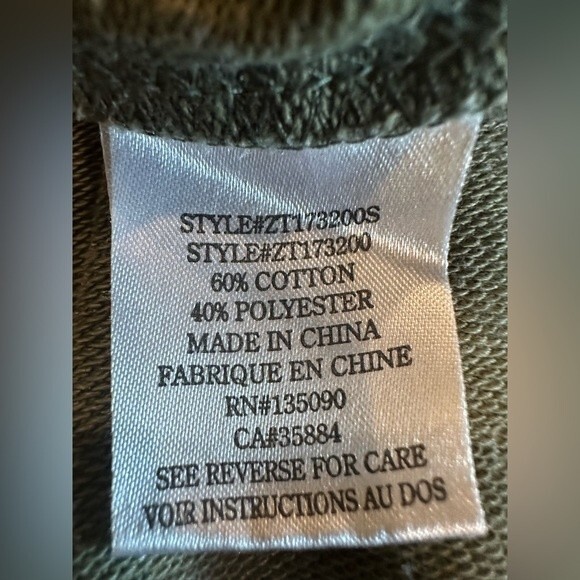 STYLE#ZT173200S
STYLE#ZT173200
60% COTTON
40% POLYESTER
MADE IN CHINA
FABRIQUE EN CHINE
RN#135090
CA#35884
SEE REVERSE FOR CARE
VOIR INSTRUCTIONS AU DOS